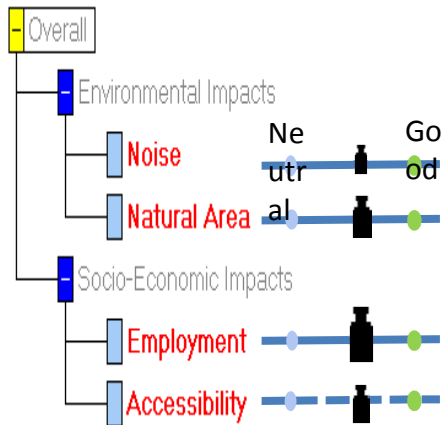 Overall
Environmental Impacts
Ne Go
Noise
utr od
al
Natural Area
Socio-Economic Impacts
Employment
Accessibility